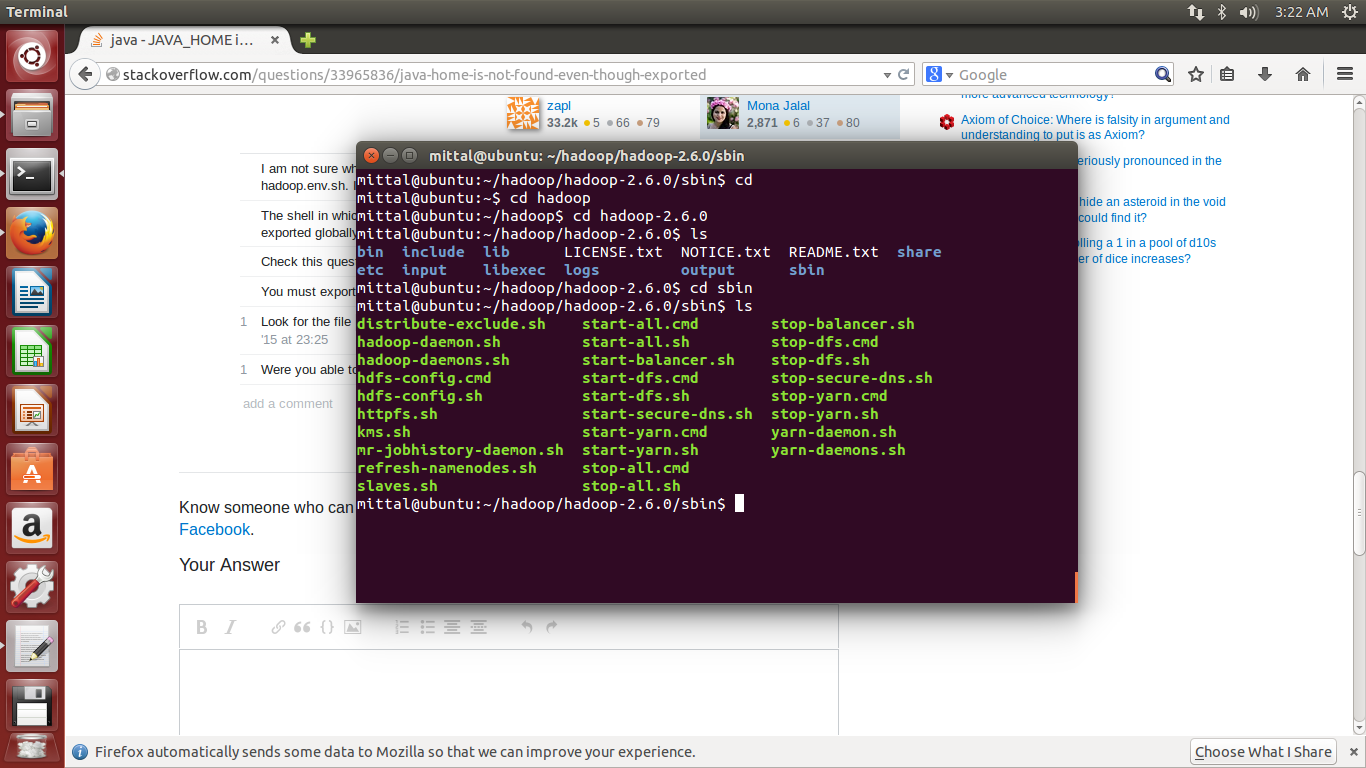 Terminal
3:22 AM
java - JAVA_HOME i...
stackoverflow.com/questions/33965836/java-home-is-not-found-even-though-exported
Google
zapl
33.2k 5 66 79
Mona Jalal
2,871 6 37 80
more advanced technology?
Axiom of Choice: Where is falsity in argument and
understanding to put is as Axiom?
eriously pronounced in the
hide an asteroid in the void
could find it?
olling a 1 in a pool of d10s
er of dice increases?
I am not sure wh
hadoop.env.sh.
The shell in whic
exported globally
Check this ques
You must export
1 Look for the file
'15 at 23:25
1 Were you able to
add a comment
Know someone who can
Facebook.
Your Answer
mittal@ubuntu: ~/hadoop/hadoop-2.6.0/sbin
mittal@ubuntu:~/hadoop/hadoop-2.6.0/sbin$ cd
mittal@ubuntu:~$ cd hadoop
mittal@ubuntu:~/hadoop$ cd hadoop-2.6.0
mittal@ubuntu:~/hadoop/hadoop-2.6.0$ ls
bin include lib LICENSE.txt NOTICE.txt README.txt share
etc input libexec logs output sbin
mittal@ubuntu:~/hadoop/hadoop-2.6.0$ cd sbin
mittal@ubuntu:~/hadoop/hadoop-2.6.0/sbin$ ls
distribute-exclude.sh start-all.cmd stop-balancer.sh
hadoop-daemon.sh start-all.sh stop-dfs.cmd
hadoop-daemons.sh start-balancer.sh stop-dfs.sh
hdfs-config.cmd start-dfs.cmd stop-secure-dns.sh
hdfs-config.sh start-dfs.sh stop-yarn.cmd
httpfs.sh start-secure-dns.sh stop-yarn.sh
kms.sh start-yarn.cmd yarn-daemon.sh
mr-jobhistory-daemon.sh start-yarn.sh yarn-daemons.sh
refresh-namenodes.sh stop-all.cmd
slaves.sh stop-all.sh
mittal@ubuntu:~/hadoop/hadoop-2.6.0/sbin$
B I
Firefox automatically sends some data to Mozilla so that we can improve your experience.
Choose What I Share